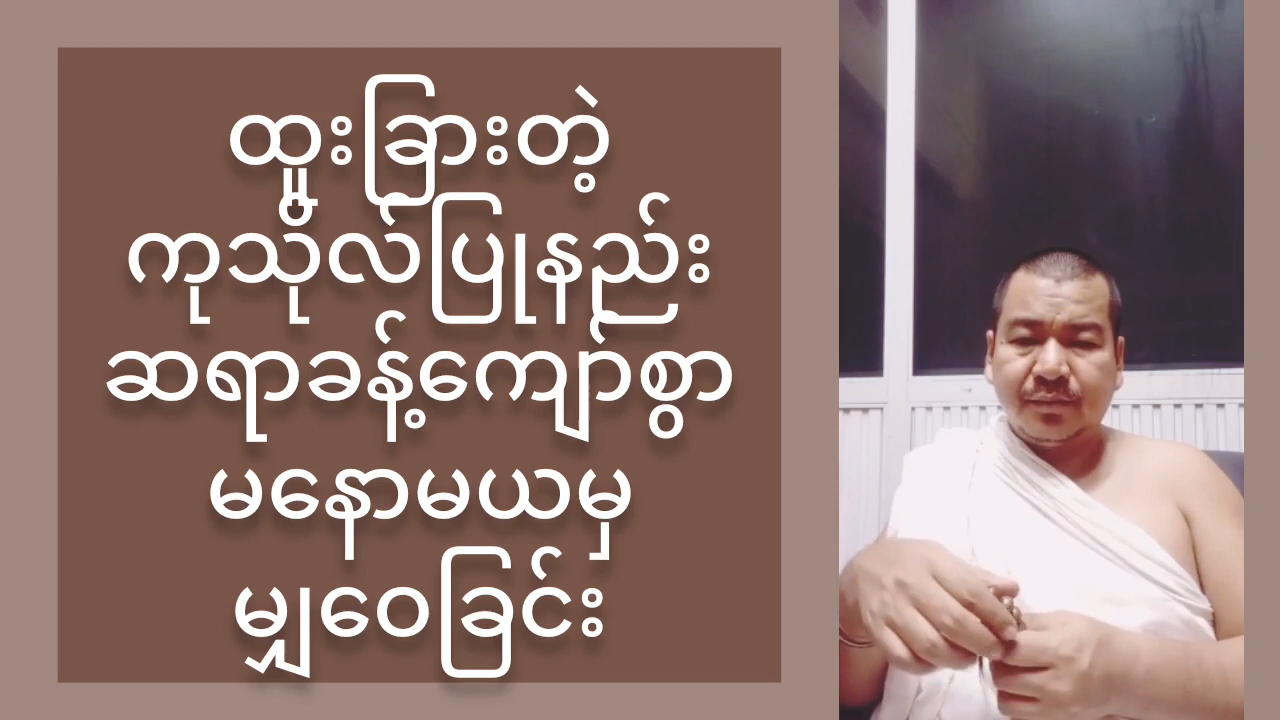 ထူးခြားတဲ့
ကုသိုလ်ပြုနည်း
ဆရာခန့်ကျော်စွာ
မနောမယမှ
မျှဝေခြင်း